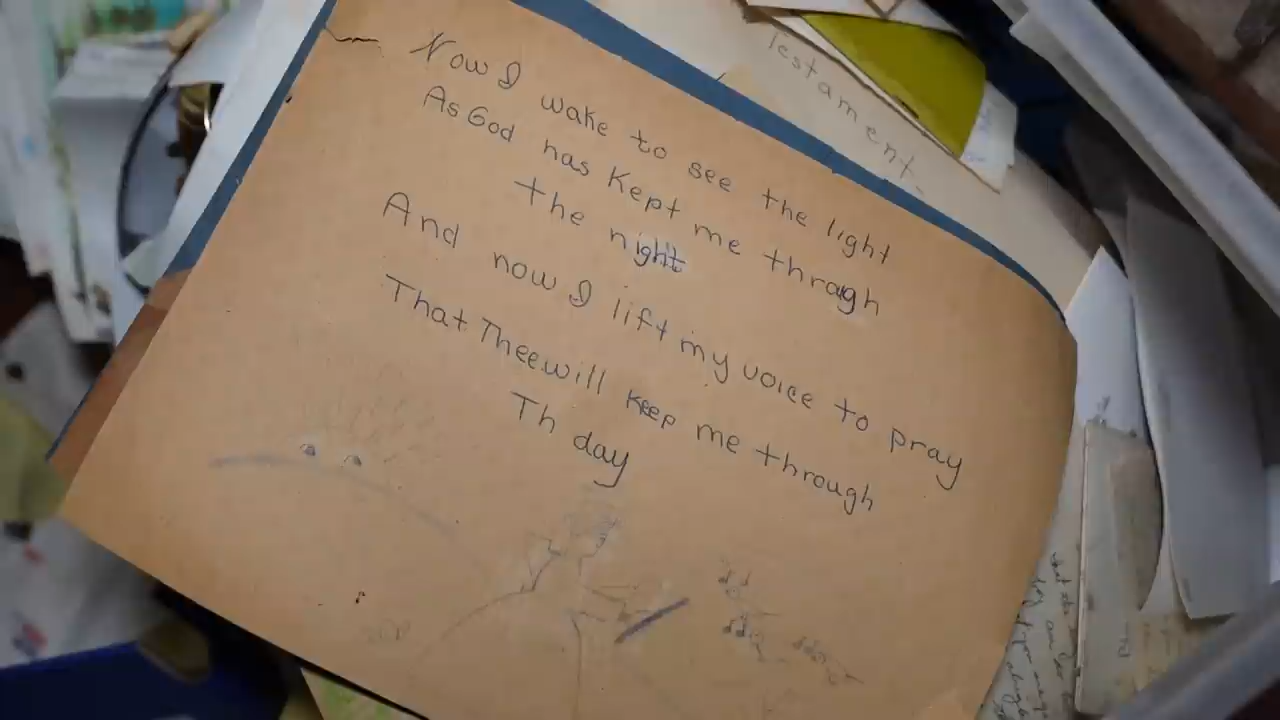 Now I wake to see the light
As God has Kept me thragh
the night
And now I lift my voice to pray
That Thee will keep me through
Th day
Testament